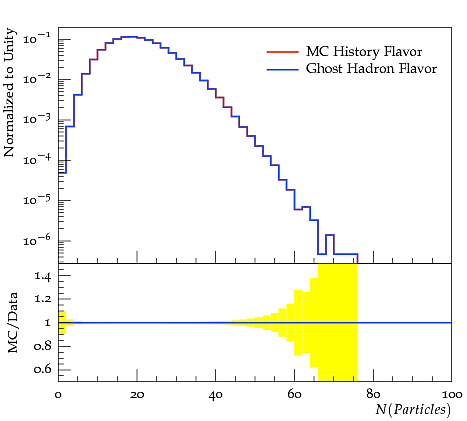 Normalized to Unity
10⁻¹
10⁻²
10⁻³
10⁻⁴
10⁻⁵
10⁻⁶
MC History Flavor
Ghost Hadron Flavor
MC/Data
1.4
1.2
1
0.8
0.6
0 20 40 60 80 100
N(Particles)